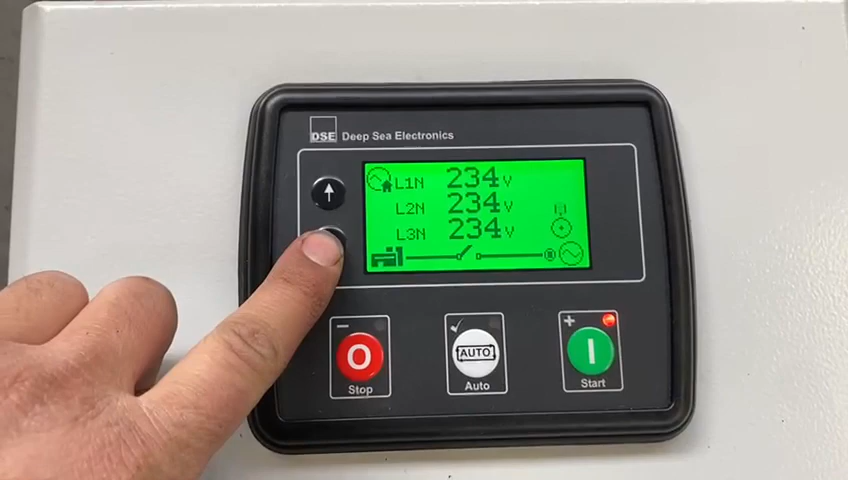 DSE Deep Sea Electronics
L1N 234 V
L2N 234 V
L3N 234 V
Stop
AUTO
Auto
Start